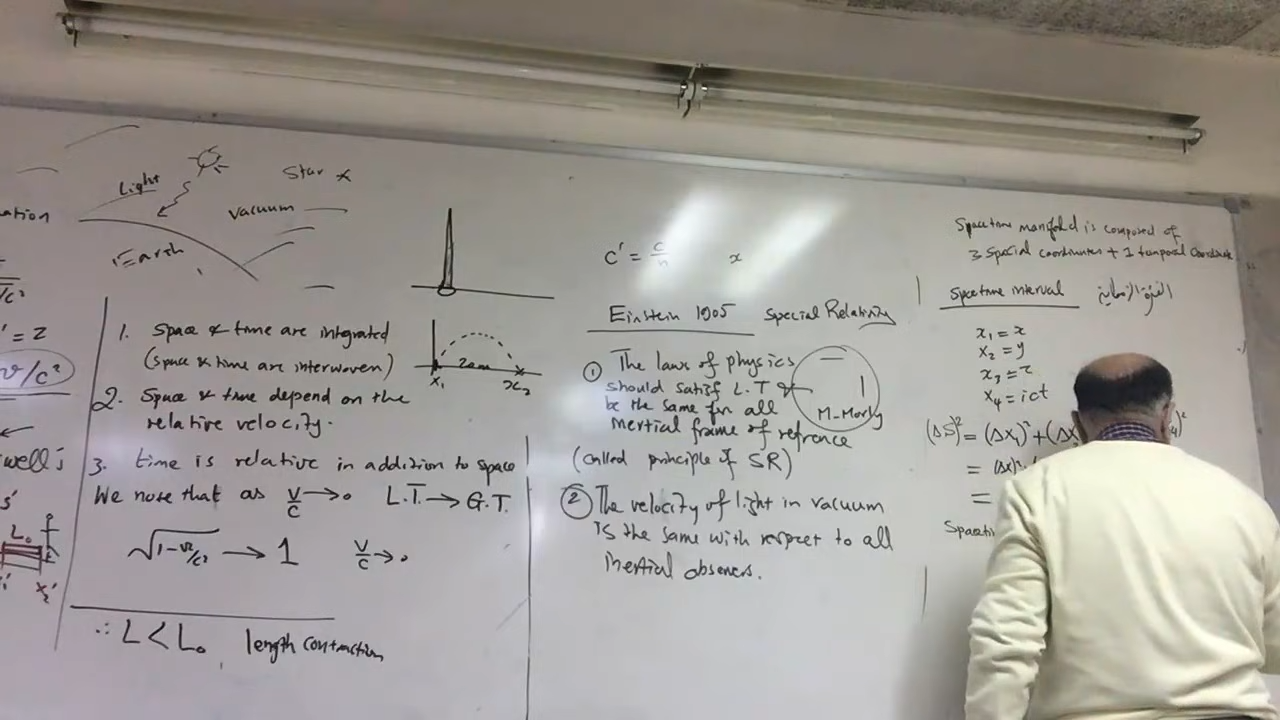 Light
Star x
vacuum
Earth
ation
/c²
' = z
v/c²
well;
s'
L₀
x₂'
1. Space & time are integrated
(space & time are interwoven)
2. Space & time depend on the
relative velocity.
3. time is relative in addition to space
We note that as v/c → 0 L.T. → G.T.
√1-v²/c² → 1 v/c → 0
∴ L < L₀ length contraction
x₁
x₂
c' = c/n x
Einstein 1905 Special Relativity
① The laws of physics
should satisf L.T &
be the same for all
inertial frame of refrence
M-Morly
(called principle of SR)
② The velocity of light in vacuum
is the same with respect to all
inertial observers.
Spacetime manifold is composed of
3 Spacial coordinates + 1 temporal coordinate
Spacetime interval
x₁ = x
x₂ = y
x₃ = z
x₄ = ict
(ΔS)² = (Δx₁)² + (Δx
)²
= (Δx)²
=